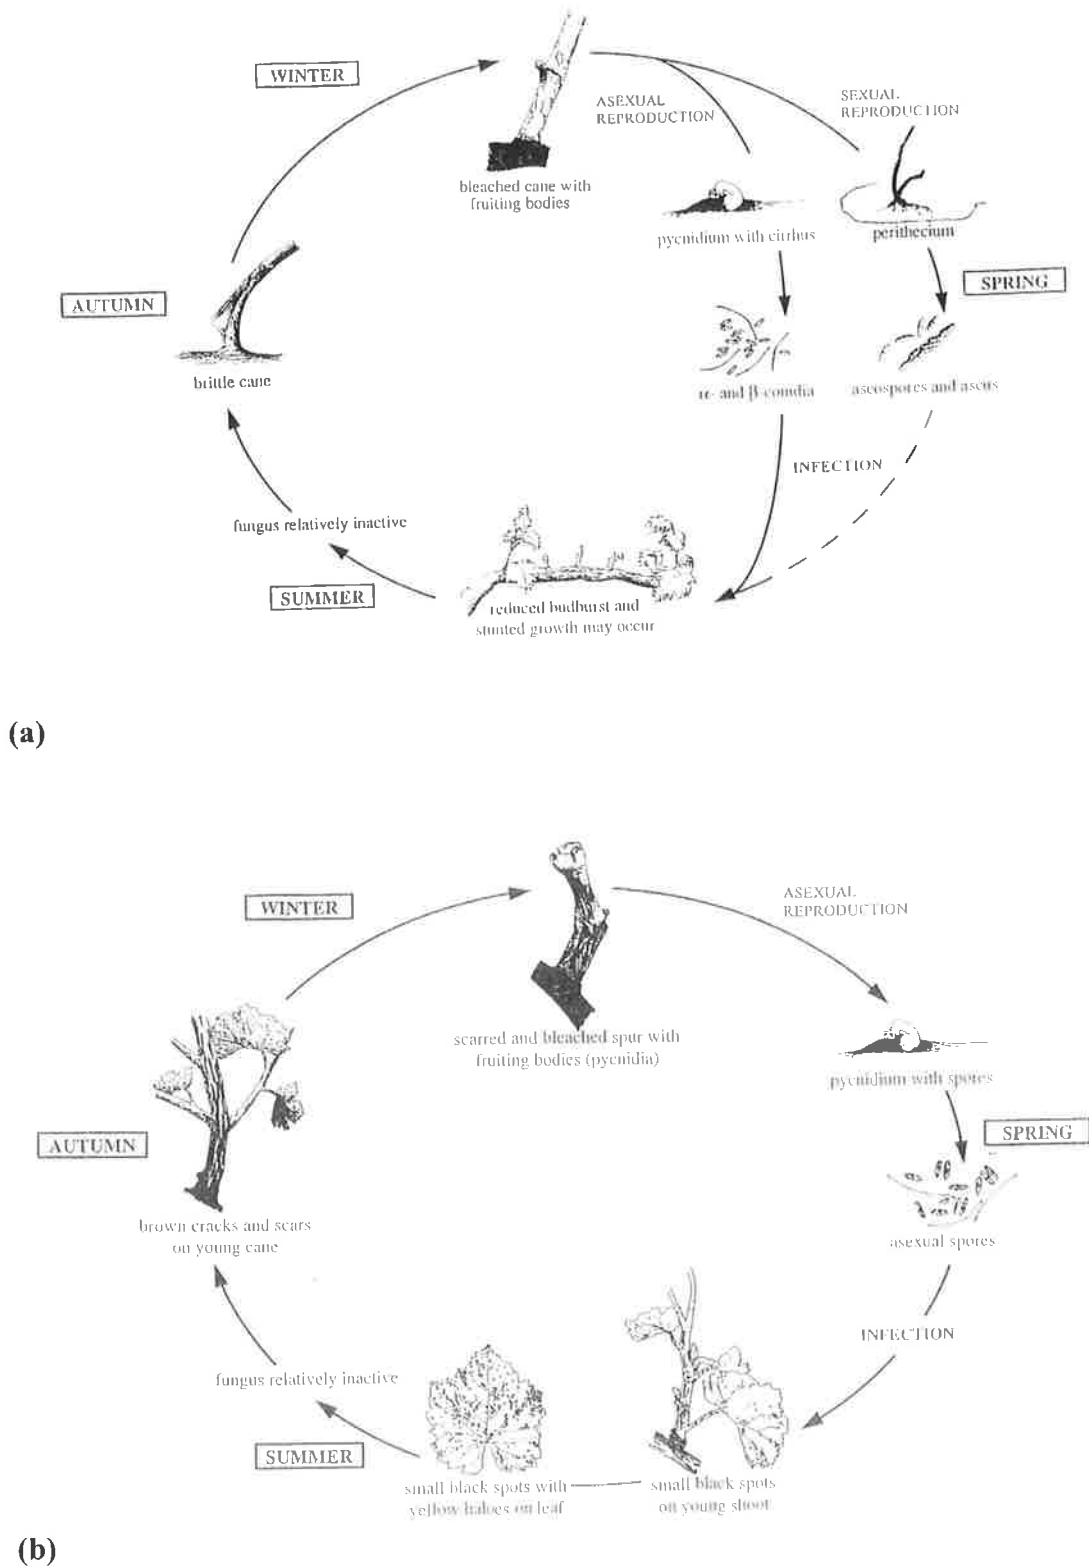 WINTER
ASEXUAL
REPRODUCTION
SEXUAL
REPRODUCTION
bleached cane with
fruiting bodies
pycnidium with cirrhus
perithecium
AUTUMN
SPRING
brittle cane
α- and β-conidia
ascospores and ascus
INFECTION
fungus relatively inactive
SUMMER
reduced budburst and
stunted growth may occur
(a)
WINTER
ASEXUAL
REPRODUCTION
scarred and bleached spur with
fruiting bodies (pycnidia)
pycnidium with spores
AUTUMN
SPRING
brown cracks and scars
on young cane
asexual spores
INFECTION
fungus relatively inactive
SUMMER
small black spots with
yellow haloes on leaf
small black spots
on young shoot
(b)